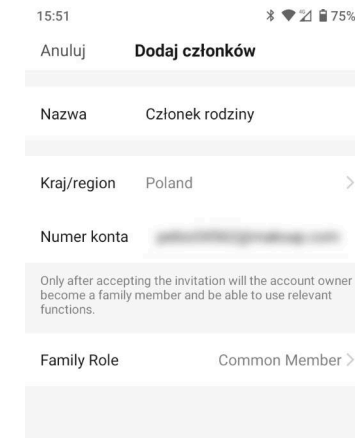 15:51
75%
Anuluj Dodaj członków
Nazwa Członek rodziny
Kraj/region Poland
Numer konta
Only after accepting the invitation will the account owner
become a family member and be able to use relevant
functions.
Family Role Common Member